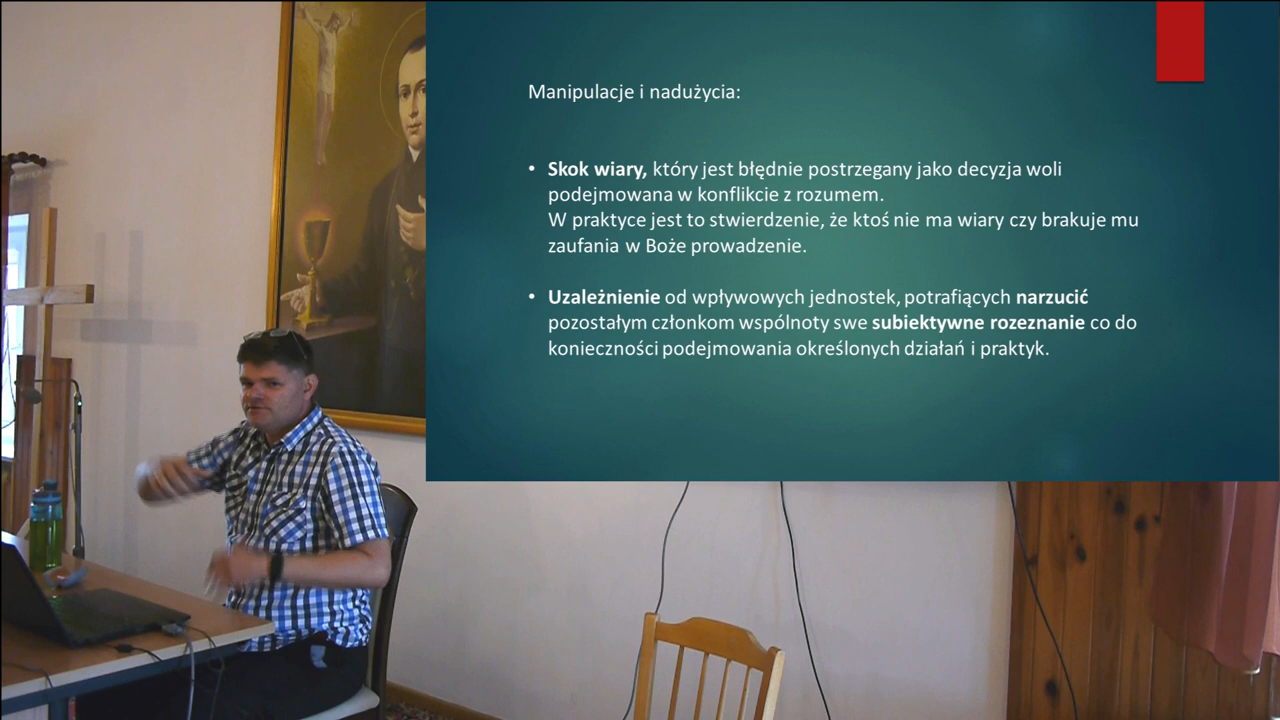 Manipulacje i nadużycia:
• Skok wiary, który jest błędnie postrzegany jako decyzja woli
podejmowana w konflikcie z rozumem.
W praktyce jest to stwierdzenie, że ktoś nie ma wiary czy brakuje mu
zaufania w Boże prowadzenie.
• Uzależnienie od wpływowych jednostek, potrafiących narzucić
pozostałym członkom wspólnoty swe subiektywne rozeznanie co do
konieczności podejmowania określonych działań i praktyk.